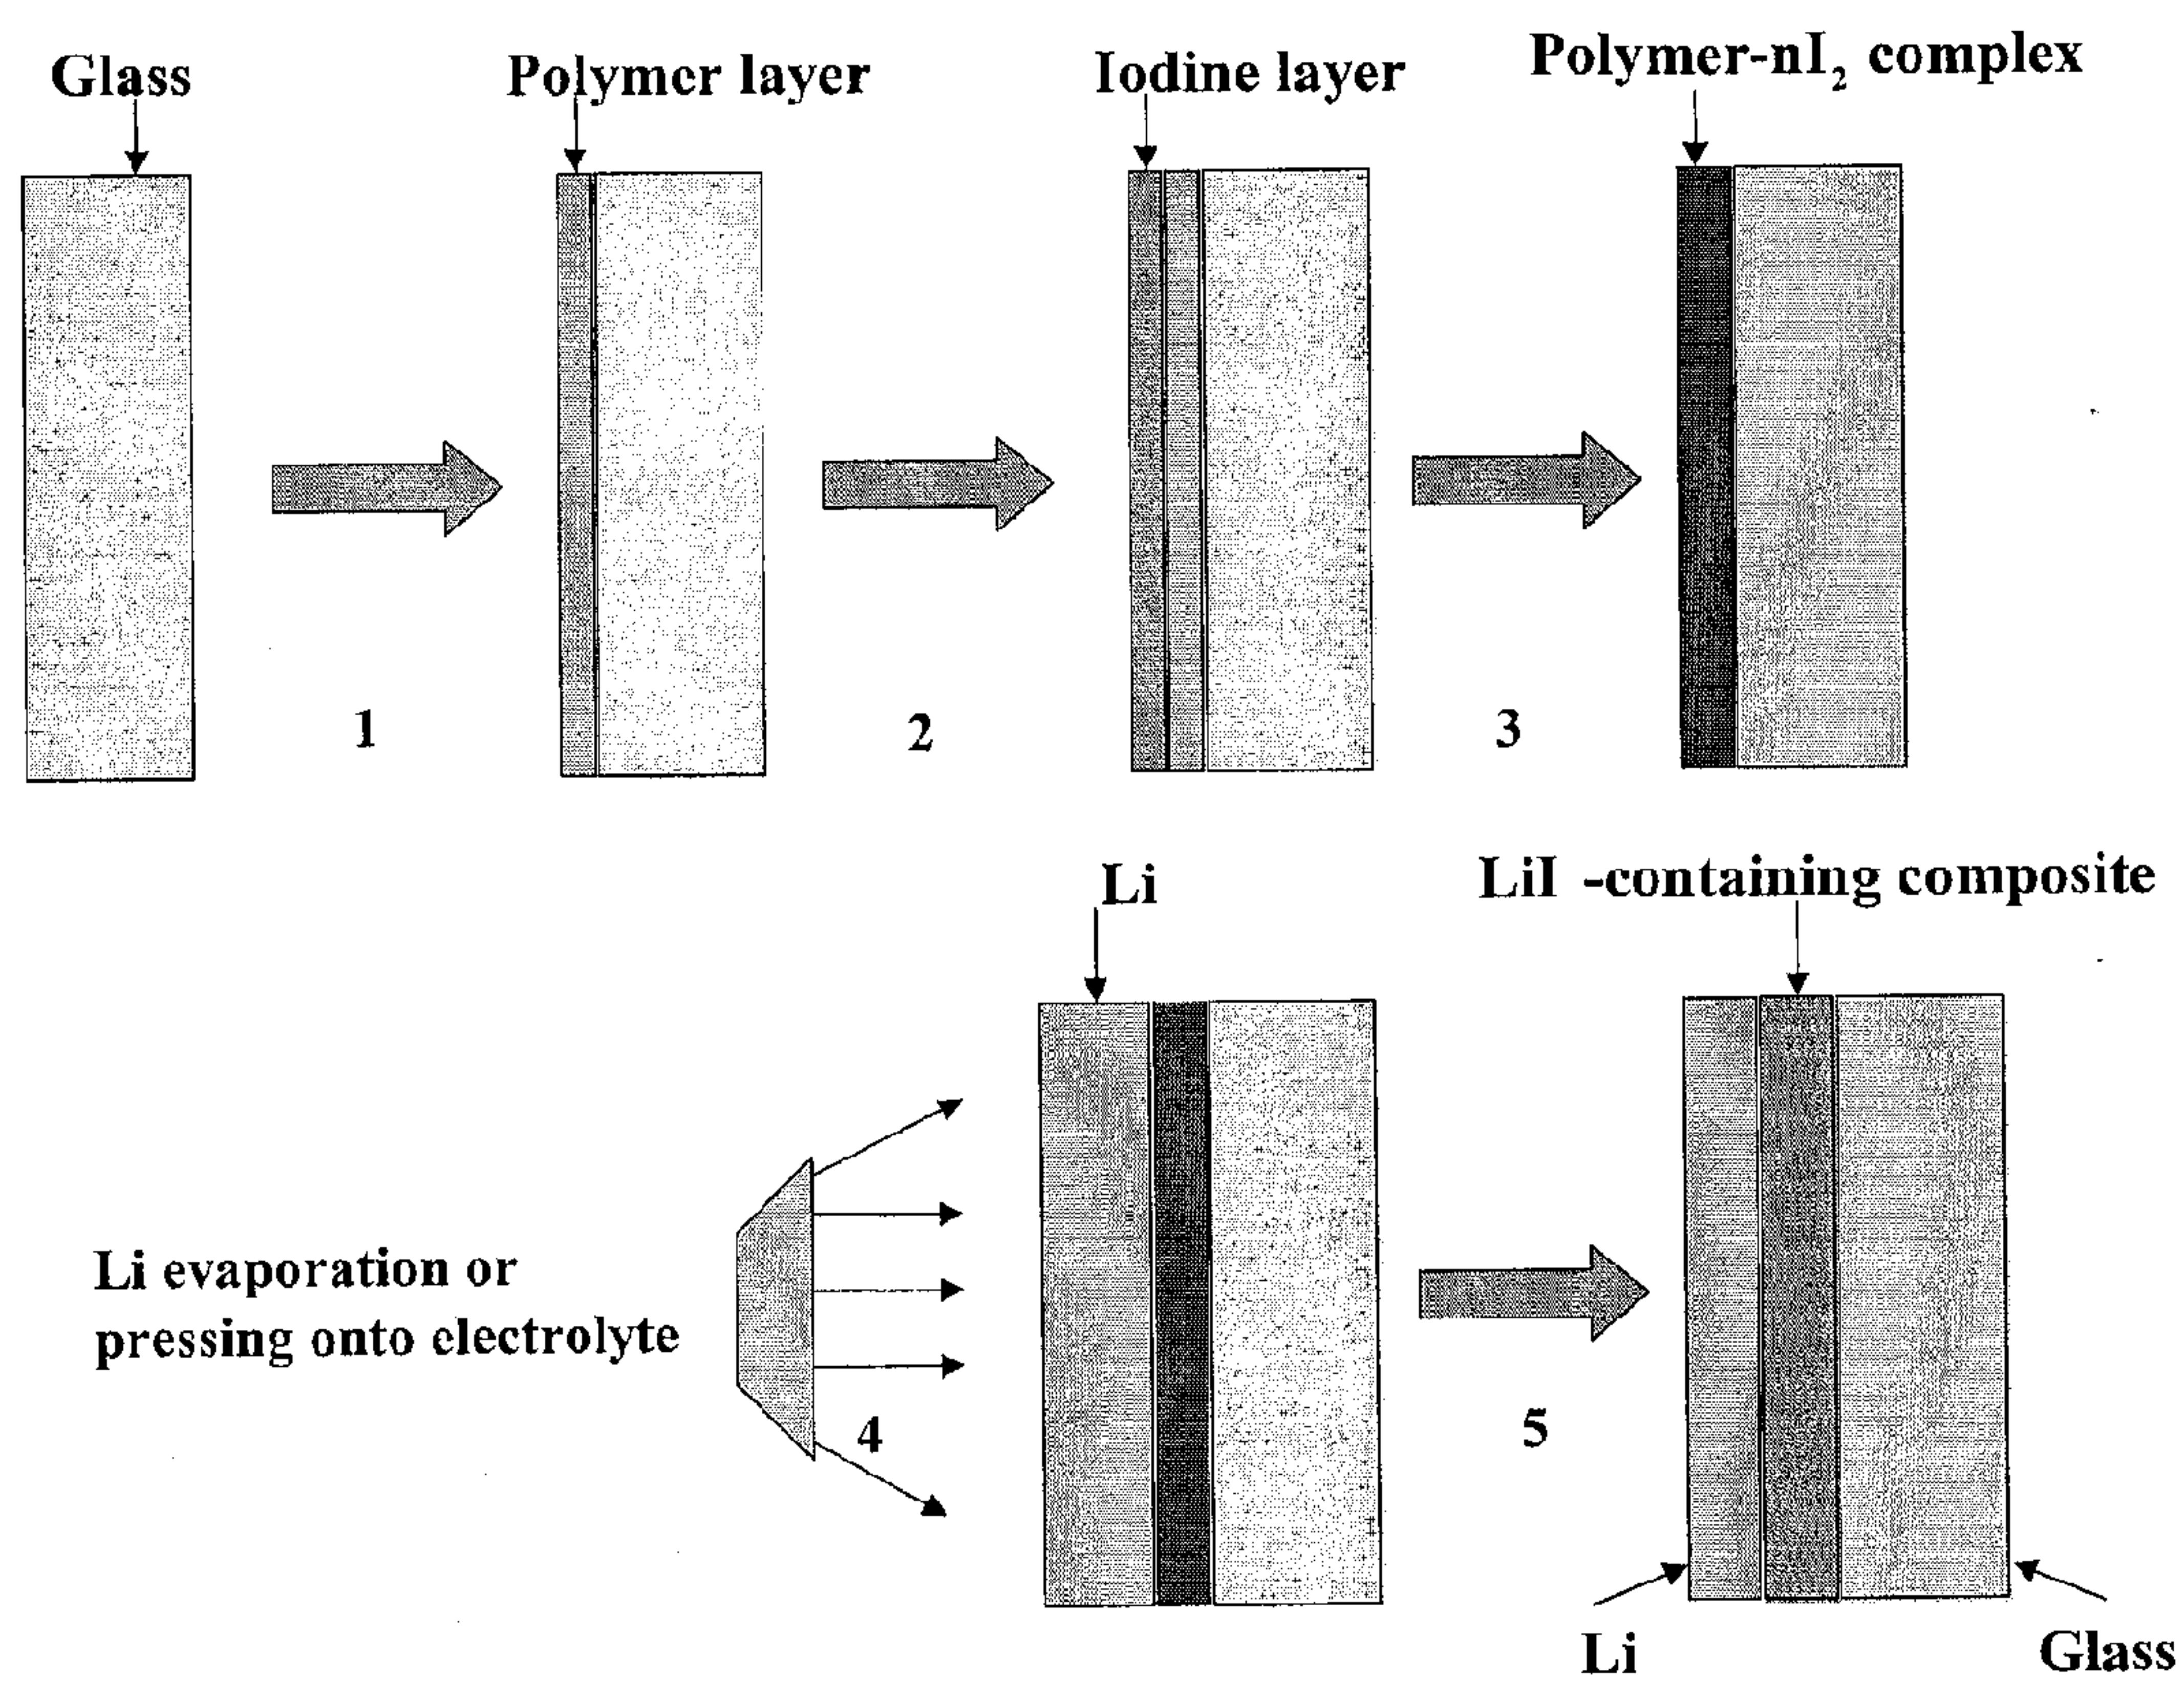 Glass
Polymer layer
Iodine layer
Polymer-nI₂ complex
1
2
3
Li
LiI -containing composite
Li evaporation or
pressing onto electrolyte
4
5
Li
Glass